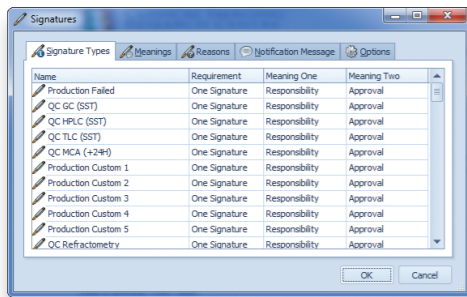 Signatures
Signature Types Meanings Reasons Notification Message Options
Name Requirement Meaning One Meaning Two
Production Failed One Signature Responsibility Approval
QC GC (SST) One Signature Responsibility Approval
QC HPLC (SST) One Signature Responsibility Approval
QC TLC (SST) One Signature Responsibility Approval
QC MCA (+24H) One Signature Responsibility Approval
Production Custom 1 One Signature Responsibility Approval
Production Custom 2 One Signature Responsibility Approval
Production Custom 3 One Signature Responsibility Approval
Production Custom 4 One Signature Responsibility Approval
Production Custom 5 One Signature Responsibility Approval
QC Refractometry One Signature Responsibility Approval
OK Cancel